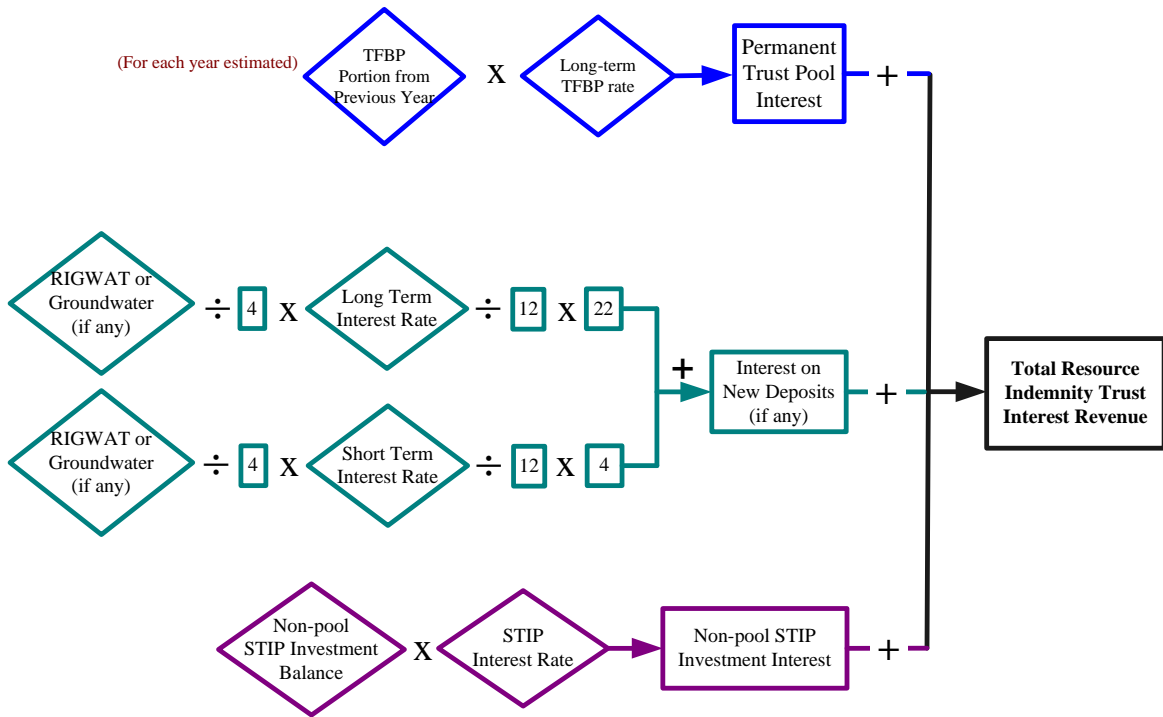 (For each year estimated)
TFBP
Portion from
Previous Year
X
Long-term
TFBP rate
Permanent
Trust Pool
Interest
+
RIGWAT or
Groundwater
(if any)
÷
4
X
Long Term
Interest Rate
÷
12
X
22
RIGWAT or
Groundwater
(if any)
÷
4
X
Short Term
Interest Rate
÷
12
X
4
+
Interest on
New Deposits
(if any)
+
Non-pool
STIP Investment
Balance
X
STIP
Interest Rate
Non-pool STIP
Investment Interest
+
Total Resource
Indemnity Trust
Interest Revenue